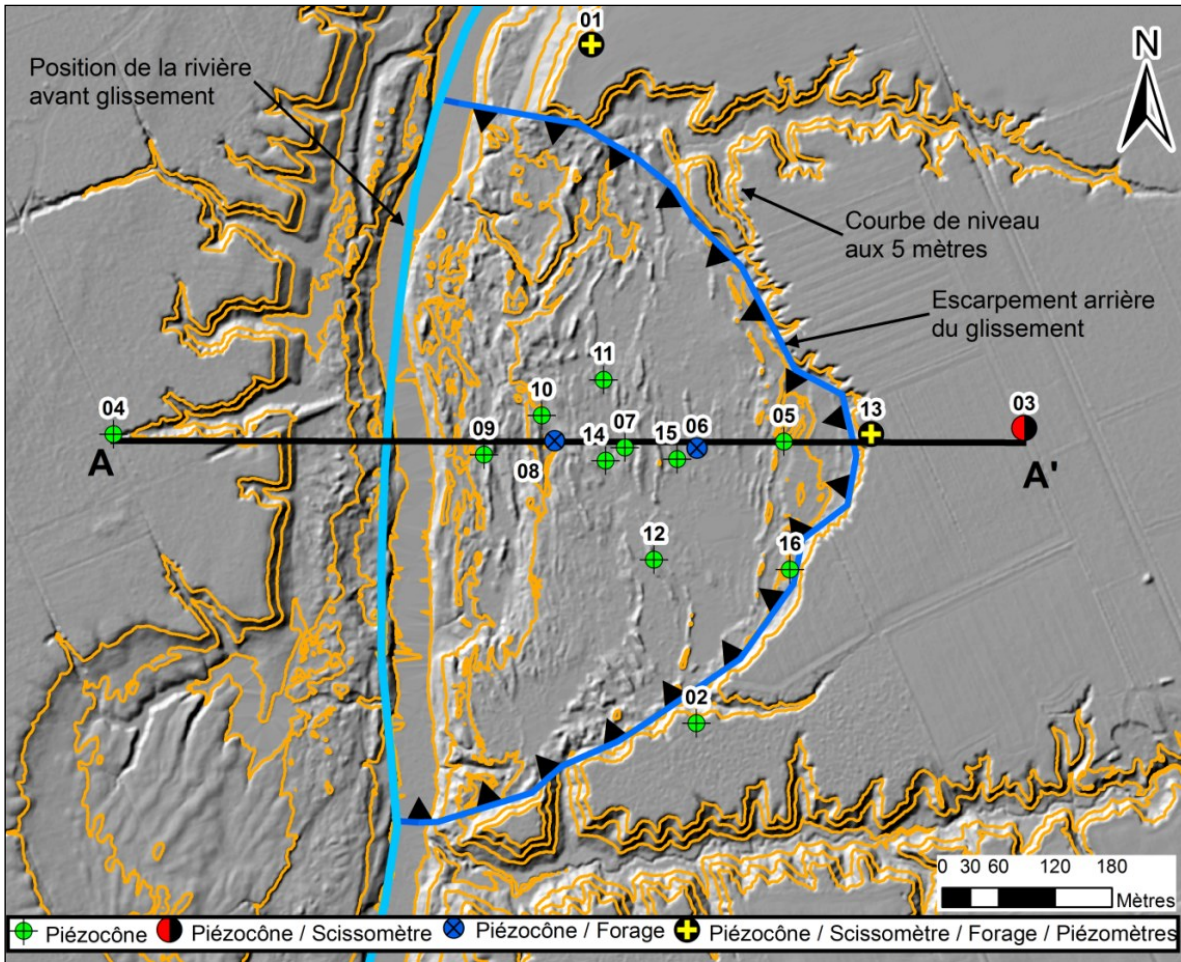 01
N
Position de la rivière
avant glissement
Courbe de niveau
aux 5 mètres
Escarpement arrière
du glissement
11
10
04
13
03
09
14
07
15
06
05
08
A
A'
12
16
02
0 30 60 120 180
Mètres
Piézocône
Piézocône / Scissomètre
Piézocône / Forage
Piézocône / Scissomètre / Forage / Piézomètres